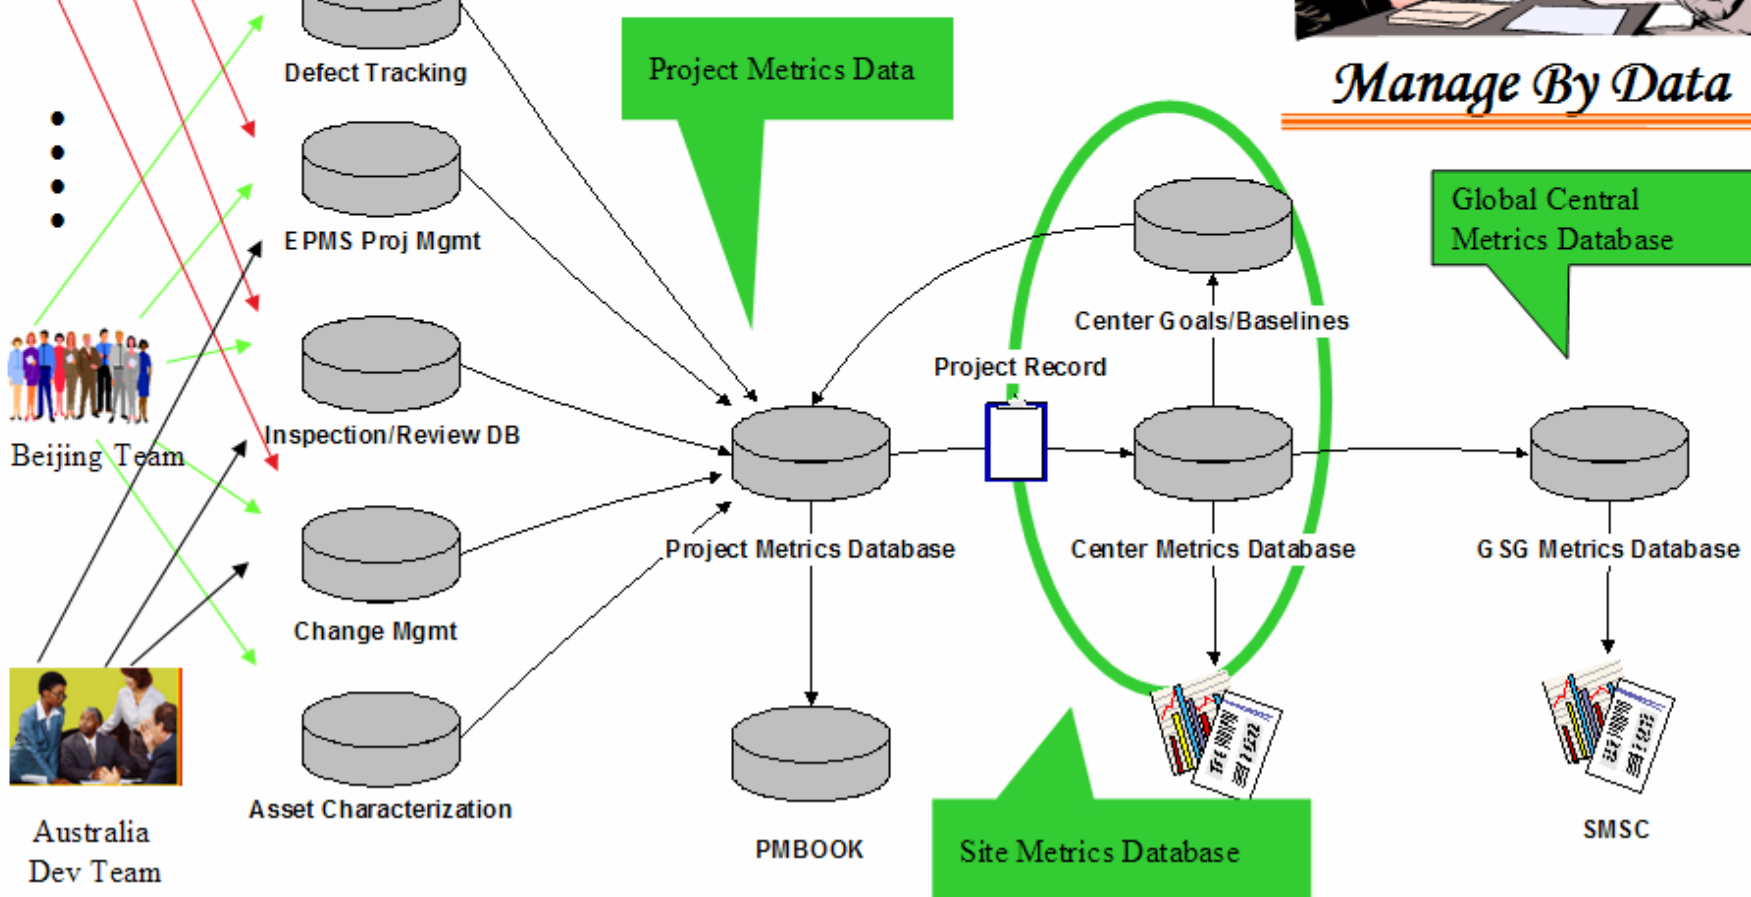 Defect Tracking
Project Metrics Data
Manage By Data
EPMS Proj Mgmt
Global Central
Metrics Database
Center Goals/Baselines
Project Record
Inspection/Review DB
Beijing Team
Project Metrics Database
Center Metrics Database
GSG Metrics Database
Change Mgmt
Asset Characterization
Australia
Dev Team
PMBOOK
Site Metrics Database
SMSC